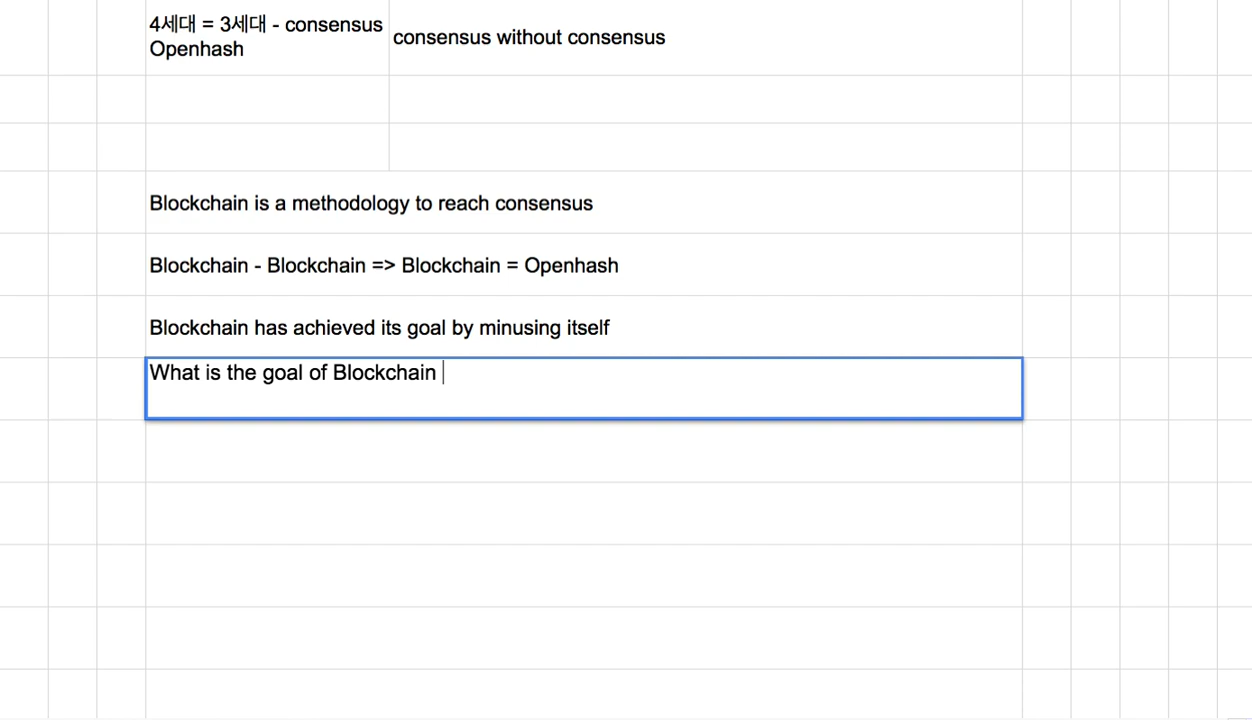 4세대 = 3세대 - consensus
Openhash
consensus without consensus
Blockchain is a methodology to reach consensus
Blockchain - Blockchain => Blockchain = Openhash
Blockchain has achieved its goal by minusing itself
What is the goal of Blockchain